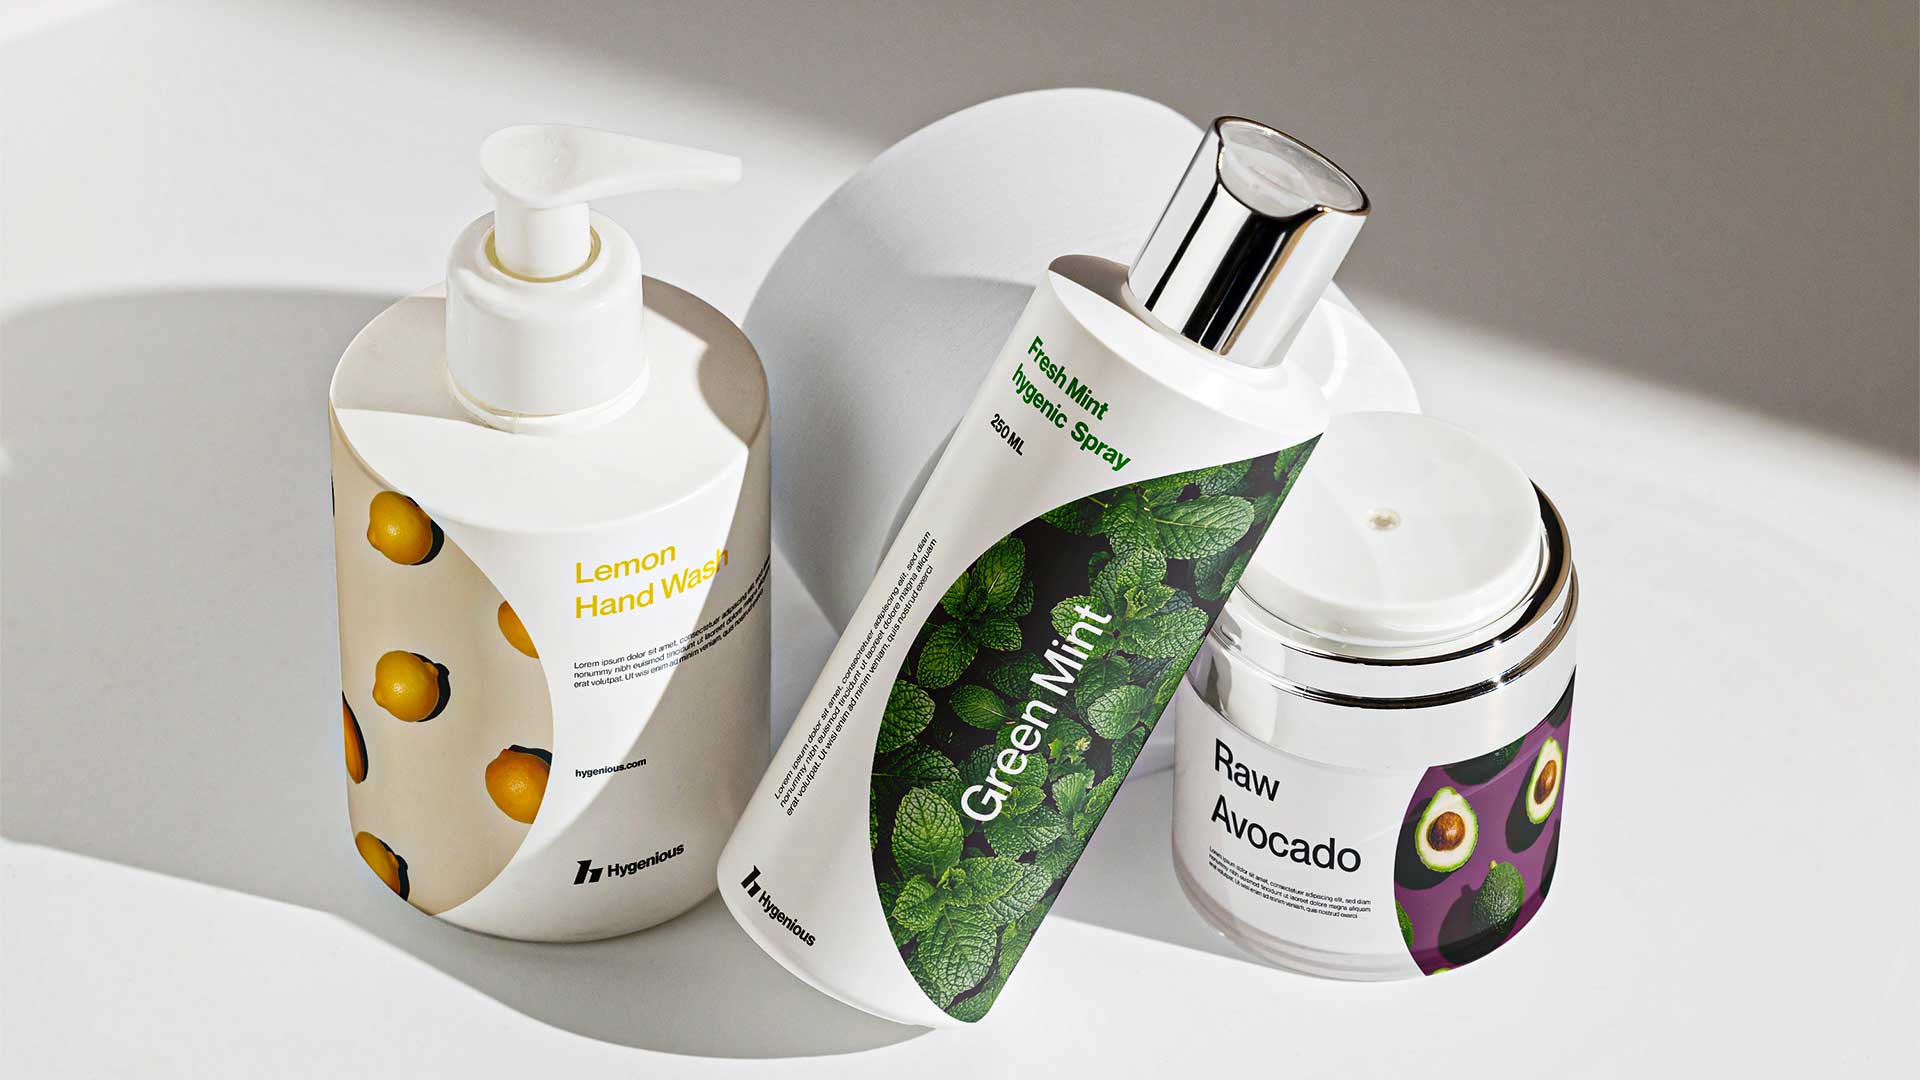 Lemon
Hand Wash
Lorem ipsum dolor sit amet, consectetuer adipiscing elit, sed diam
nonummy nibh euismod tincidunt ut laoreet dolore magna aliquam
erat volutpat. Ut wisi enim ad minim veniam, quis nostrud exerci
hygenious.com
Hygenious
Fresh Mint
hygenic Spray
250 ML
Lorem ipsum dolor sit amet, consectetuer adipiscing elit, sed diam
nonummy nibh euismod tincidunt ut laoreet dolore magna aliquam
erat volutpat. Ut wisi enim ad minim veniam, quis nostrud exerci
Green Mint
Hygenious
Raw
Avocado
Lorem ipsum dolor sit amet, consectetuer adipiscing elit, sed diam
nonummy nibh euismod tincidunt ut laoreet dolore magna aliquam
erat volutpat. Ut wisi enim ad minim veniam, quis nostrud exerci